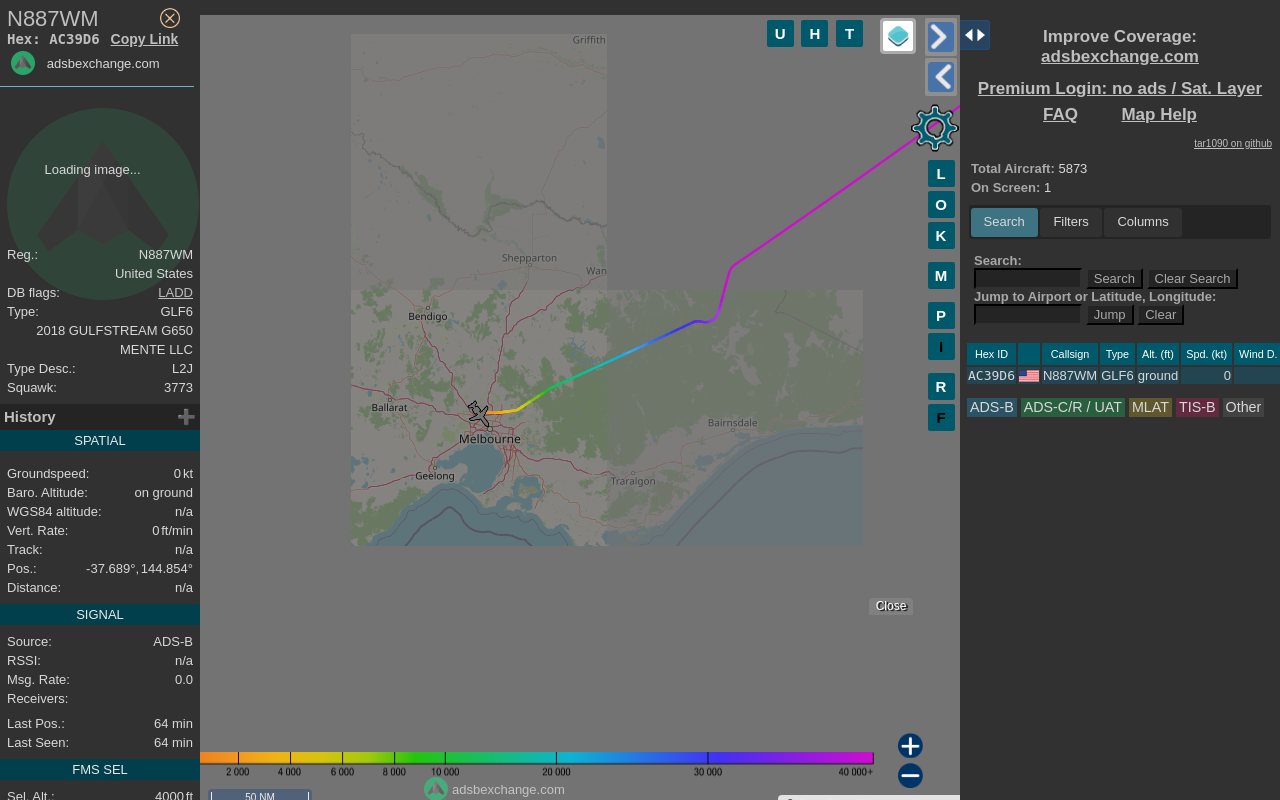 N887WM
Hex: AC39D6 Copy Link
adsbexchange.com
Loading image...
Reg.: N887WM
United States
DB flags: LADD
Type: GLF6
2018 GULFSTREAM G650
MENTE LLC
Type Desc.: L2J
Squawk: 3773
History
SPATIAL
Groundspeed: 0 kt
Baro. Altitude: on ground
WGS84 altitude: n/a
Vert. Rate: 0 ft/min
Track: n/a
Pos.: -37.689°, 144.854°
Distance: n/a
SIGNAL
Source: ADS-B
RSSI: n/a
Msg. Rate: 0.0
Receivers:
Last Pos.: 64 min
Last Seen: 64 min
FMS SEL
Sel. Alt.: 4000 ft
U H T
Griffith
Shepparton
Wan
Bendigo
Ballarat
Melbourne
Bairnsdale
Geelong
Traralgon
L
O
K
M
P
I
R
F
Close
2 000 4 000 6 000 8 000 10 000 20 000 30 000 40 000+
adsbexchange.com
50 NM
Improve Coverage:
adsbexchange.com
Premium Login: no ads / Sat. Layer
FAQ Map Help
tar1090 on github
Total Aircraft: 5873
On Screen: 1
Search Filters Columns
Search:
Search Clear Search
Jump to Airport or Latitude, Longitude:
Jump Clear
Hex ID Callsign Type Alt. (ft) Spd. (kt) Wind D.
AC39D6 N887WM GLF6 ground 0
ADS-B ADS-C/R / UAT MLAT TIS-B Other